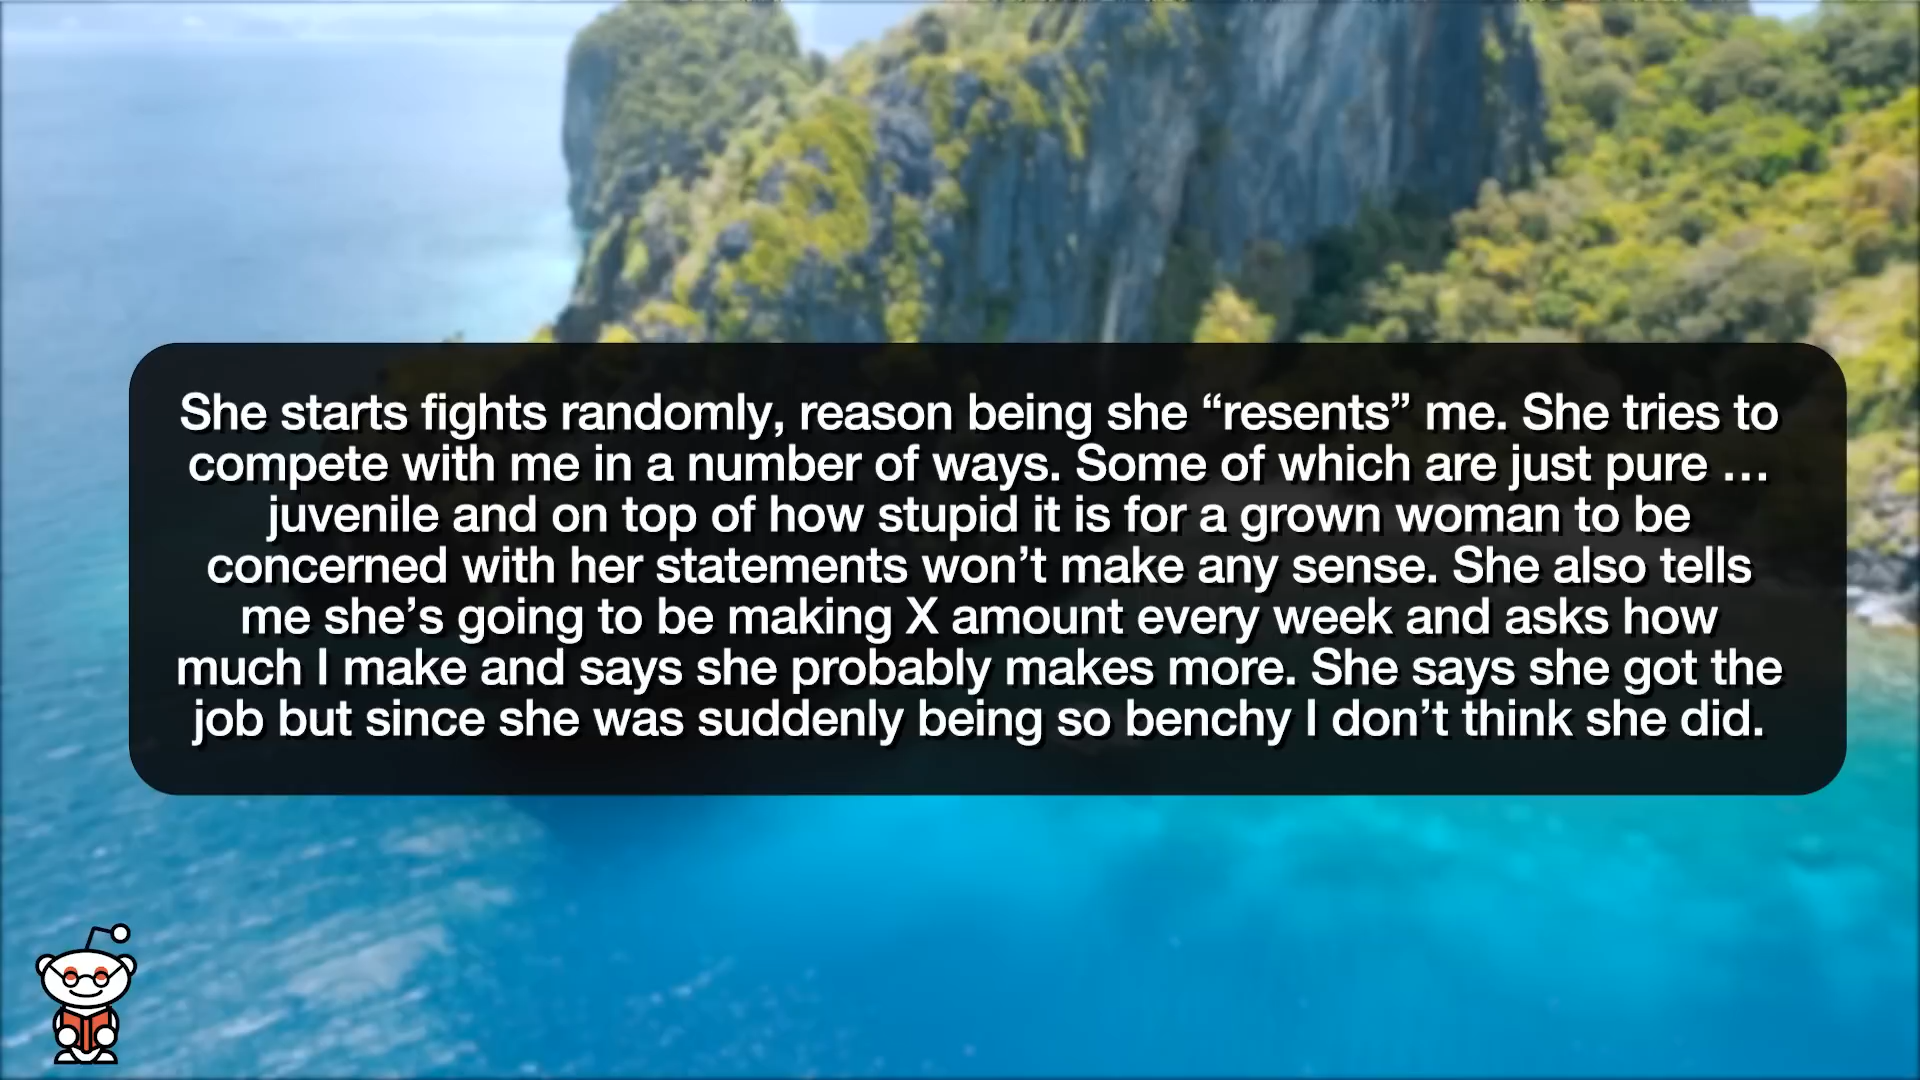 She starts fights randomly, reason being she “resents” me. She tries to
compete with me in a number of ways. Some of which are just pure …
juvenile and on top of how stupid it is for a grown woman to be
concerned with her statements won’t make any sense. She also tells
me she’s going to be making X amount every week and asks how
much I make and says she probably makes more. She says she got the
job but since she was suddenly being so benchy I don’t think she did.